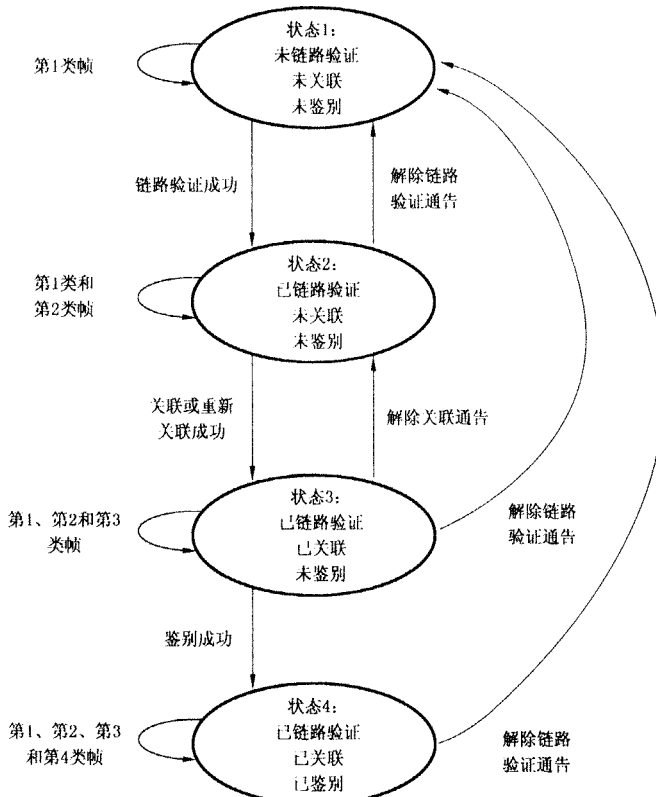 状态1:
未链路验证
未关联
未鉴别
第1类帧
链路验证成功
解除链路
验证通告
状态2:
已链路验证
未关联
未鉴别
第1类和
第2类帧
关联或重新
关联成功
解除关联通告
状态3:
已链路验证
已关联
未鉴别
第1、第2和第3
类帧
解除链路
验证通告
鉴别成功
状态4:
已链路验证
已关联
已鉴别
第1、第2、第3
和第4类帧
解除链路
验证通告